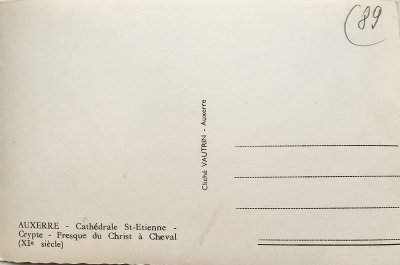 89
Cliché VAUTRIN - Auxerre
AUXERRE - Cathédrale St-Etienne -
Crypte - Fresque du Christ à Cheval
(XIe siècle)